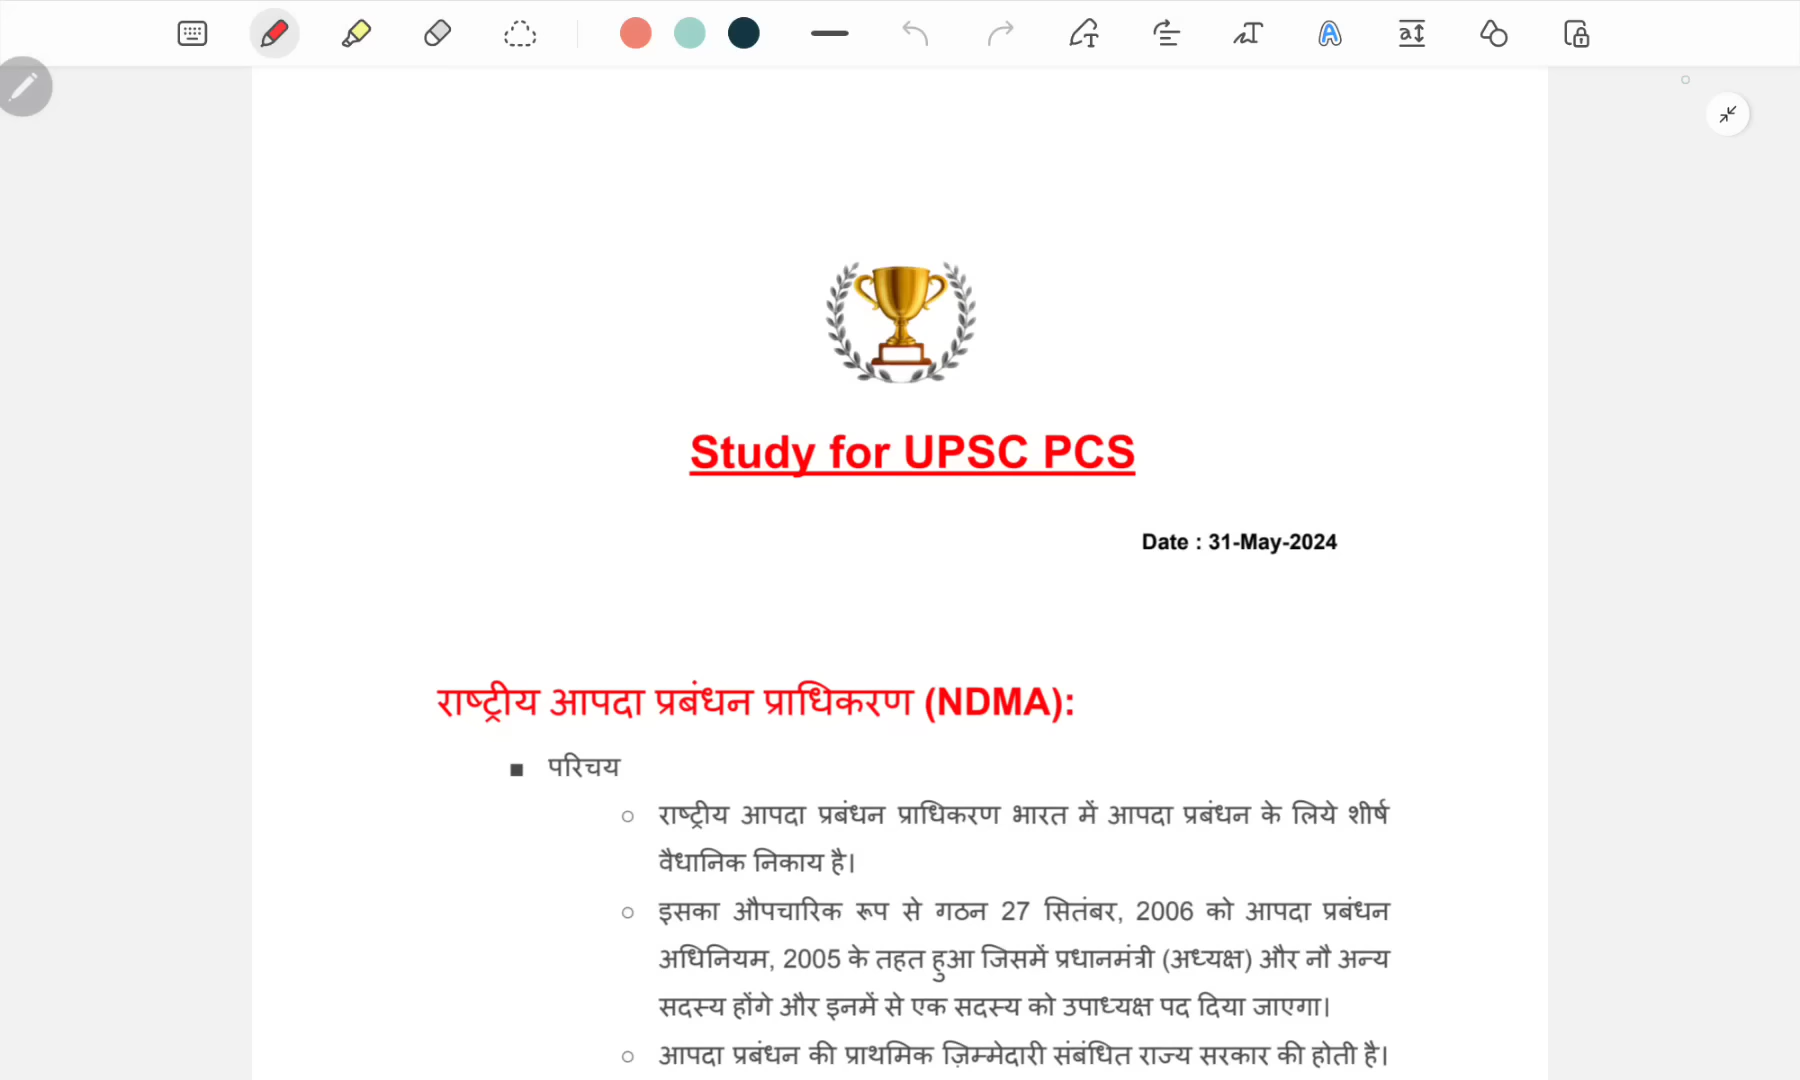 Study for UPSC PCS
Date : 31-May-2024
राष्ट्रीय आपदा प्रबंधन प्राधिकरण (NDMA):
■ परिचय
○ राष्ट्रीय आपदा प्रबंधन प्राधिकरण भारत में आपदा प्रबंधन के लिये शीर्ष
वैधानिक निकाय है।
○ इसका औपचारिक रूप से गठन 27 सितंबर, 2006 को आपदा प्रबंधन
अधिनियम, 2005 के तहत हुआ जिसमें प्रधानमंत्री (अध्यक्ष) और नौ अन्य
सदस्य होंगे और इनमें से एक सदस्य को उपाध्यक्ष पद दिया जाएगा।
○ आपदा प्रबंधन की प्राथमिक ज़िम्मेदारी संबंधित राज्य सरकार की होती है।